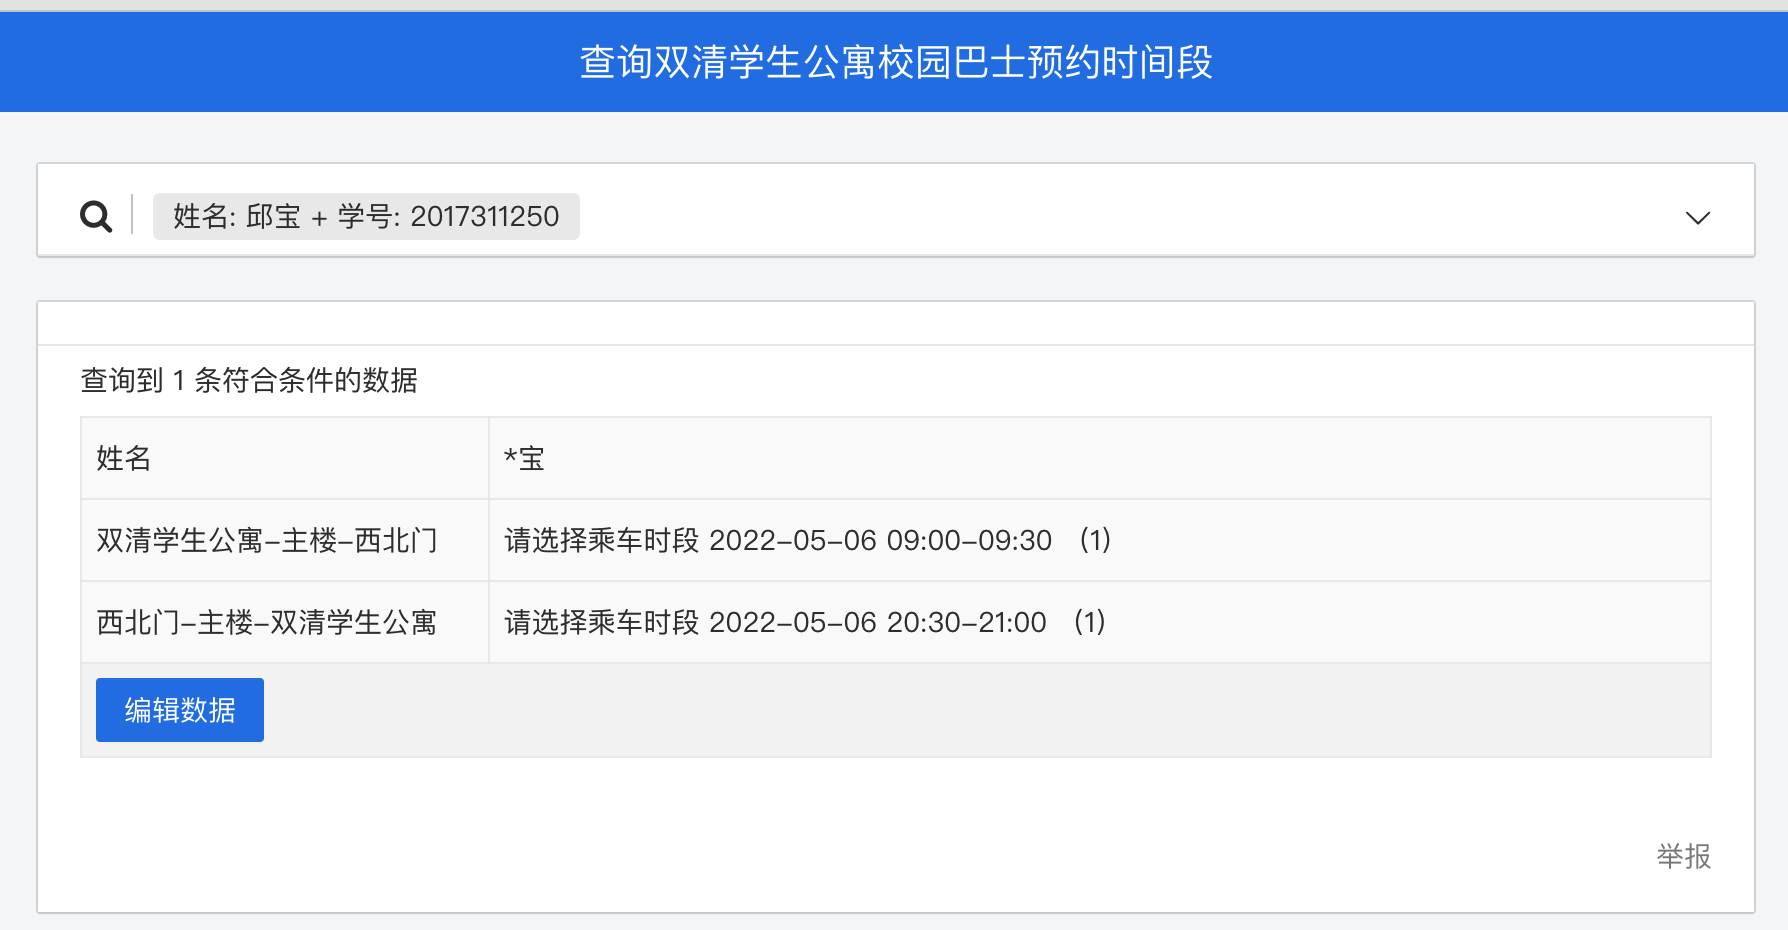 查询双清学生公寓校园巴士预约时间段
姓名: 邱宝 + 学号: 2017311250
查询到 1 条符合条件的数据
姓名 *宝
双清学生公寓–主楼–西北门 请选择乘车时段 2022–05–06 09:00–09:30 (1)
西北门–主楼–双清学生公寓 请选择乘车时段 2022–05–06 20:30–21:00 (1)
编辑数据
举报